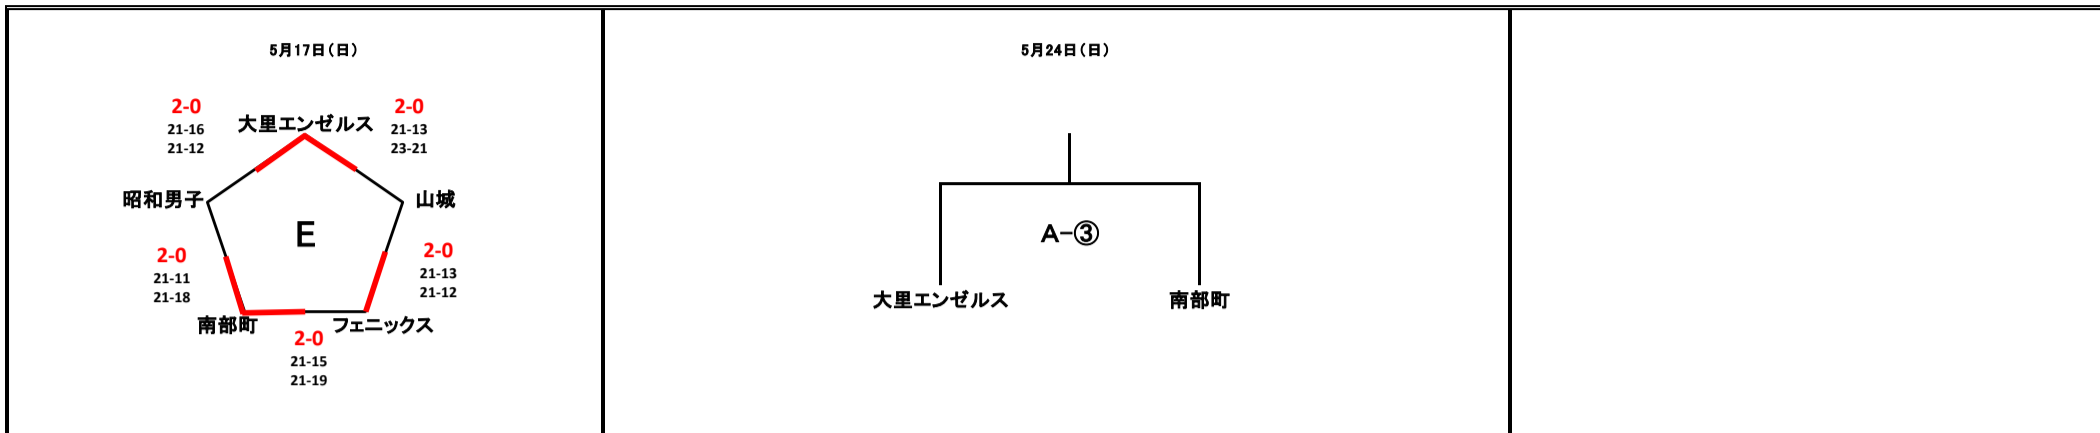 5月17日(日)
2-0
21-16
21-12
大里エンゼルス
2-0
21-13
23-21
昭和男子
山城
E
2-0
21-11
21-18
2-0
21-13
21-12
南部町
フェニックス
2-0
21-15
21-19
5月24日(日)
A-③
大里エンゼルス
南部町